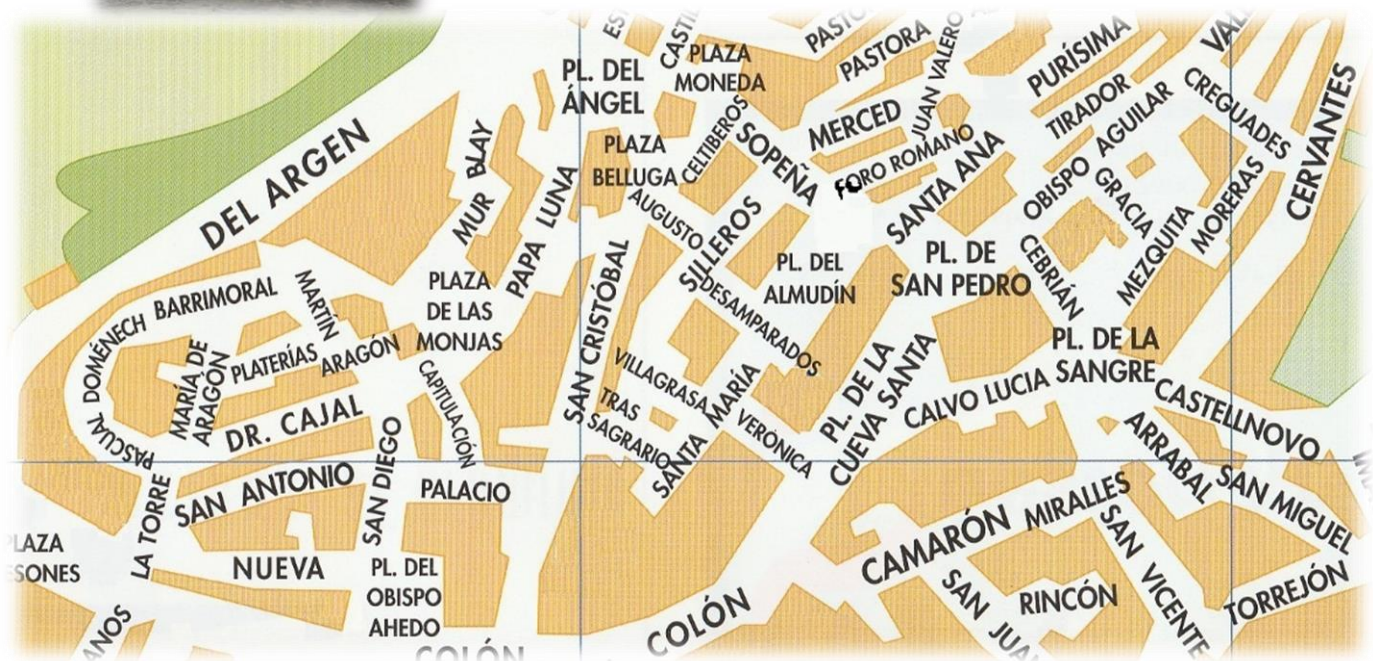 PL. DEL
ÁNGEL
PLAZA
MONEDA
PASTORA
JUAN VALERO
PURÍSIMA
TIRADOR
AGUILAR
OBISPO
CREGUADES
CERVANTES
DEL ARGEN
MUR BLAY
PAPA LUNA
PLAZA
BELLUGA
CELTIBEROS
SOPEÑA
MERCED
FORO ROMANO
SANTA ANA
GRACIA
MORERAS
MEZQUITA
CEBRIÁN
AUGUSTO
SILLEROS
PL. DEL
ALMUDÍN
PL. DE
SAN PEDRO
BARRIMORAL
MARTÍN
PLAZA
DE LAS
MONJAS
SAN CRISTÓBAL
DESAMPARADOS
PASCUAL DOMÉNECH
MARÍA DE
ARAGÓN
PLATERÍAS
ARAGÓN
CAPITULACIÓN
VILLAGRASA
SANTA MARÍA
VERÓNICA
TRAS
SAGRARIO
PL. DE LA
CUEVA SANTA
CALVO LUCIA
PL. DE LA
SANGRE
CASTELLNOVO
DR. CAJAL
SAN ANTONIO
SAN DIEGO
PALACIO
ARRABAL
SAN MIGUEL
LA TORRE
NUEVA
PL. DEL
OBISPO
AHEDO
COLÓN
COLÓN
CAMARÓN
MIRALLES
SAN VICENTE
RINCÓN
TORREJÓN
SAN JUA
PLAZA
SSONES
ANOS